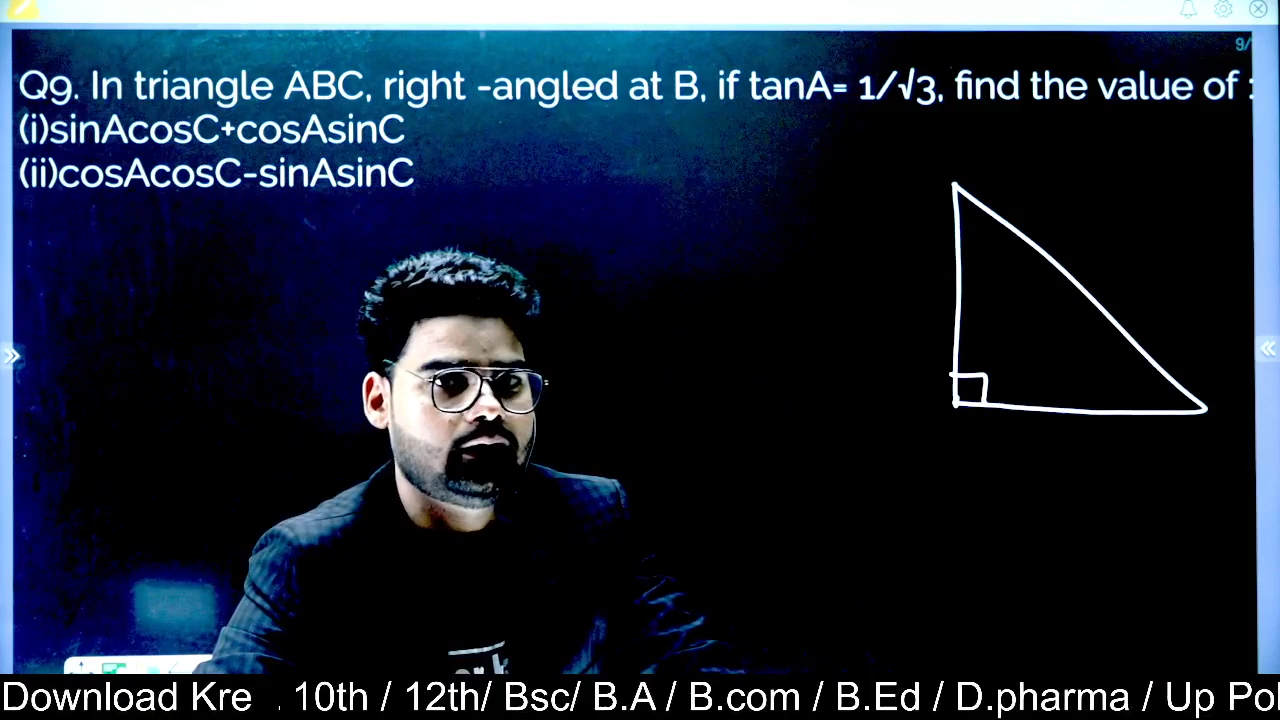 9/
Q9. In triangle ABC, right -angled at B, if tanA= 1/√3, find the value of :
(i)sinAcosC+cosAsinC
(ii)cosAcosC-sinAsinC
Download Kre . 10th / 12th/ Bsc/ B.A / B.com / B.Ed / D.pharma / Up Po